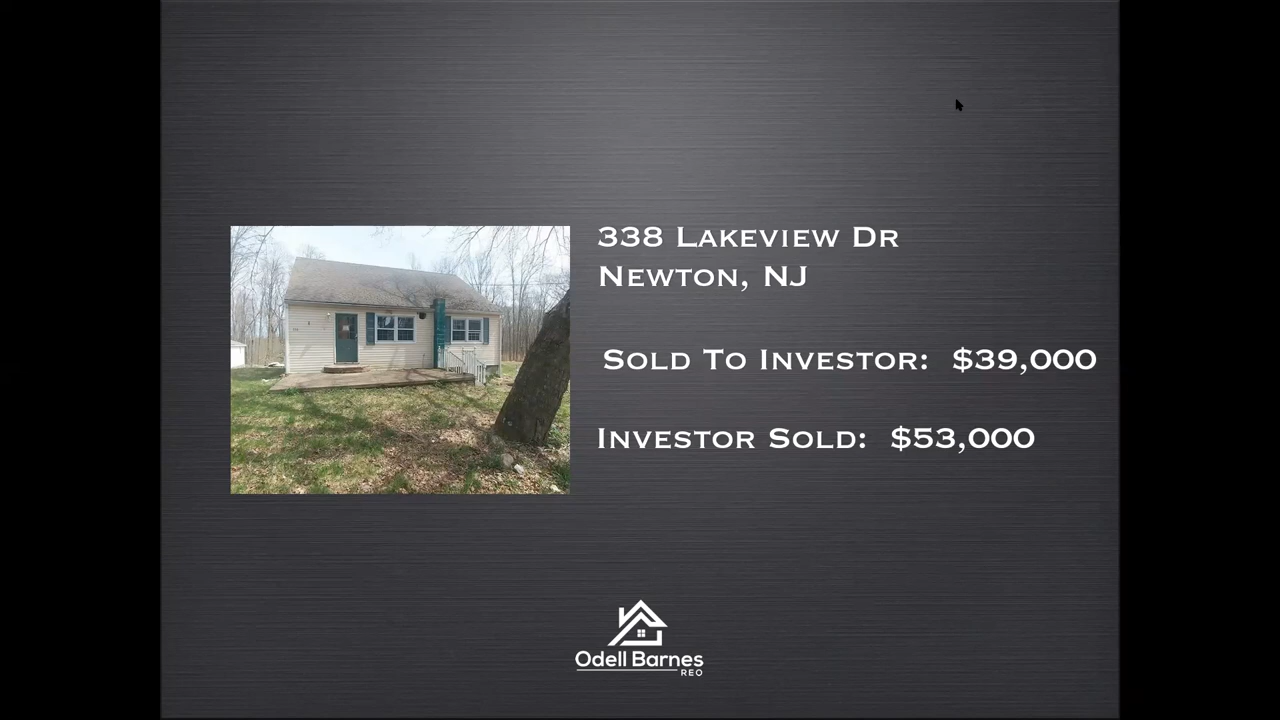 338 Lakeview Dr
Newton, NJ
Sold To Investor: $39,000
Investor Sold: $53,000
Odell Barnes
REO